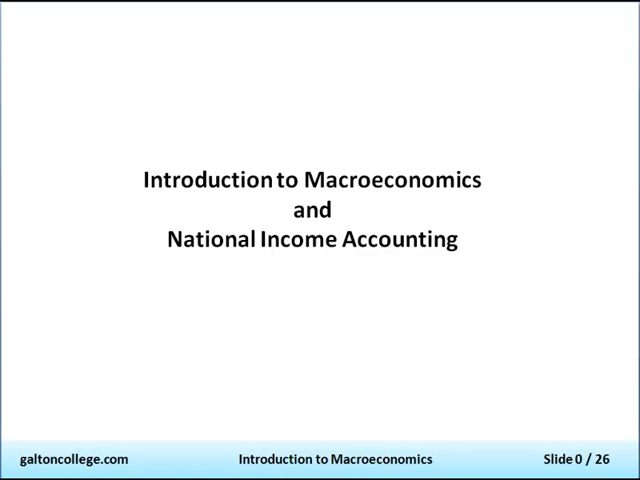 Introduction to Macroeconomics
and
National Income Accounting
galtoncollege.com Introduction to Macroeconomics Slide 0 / 26